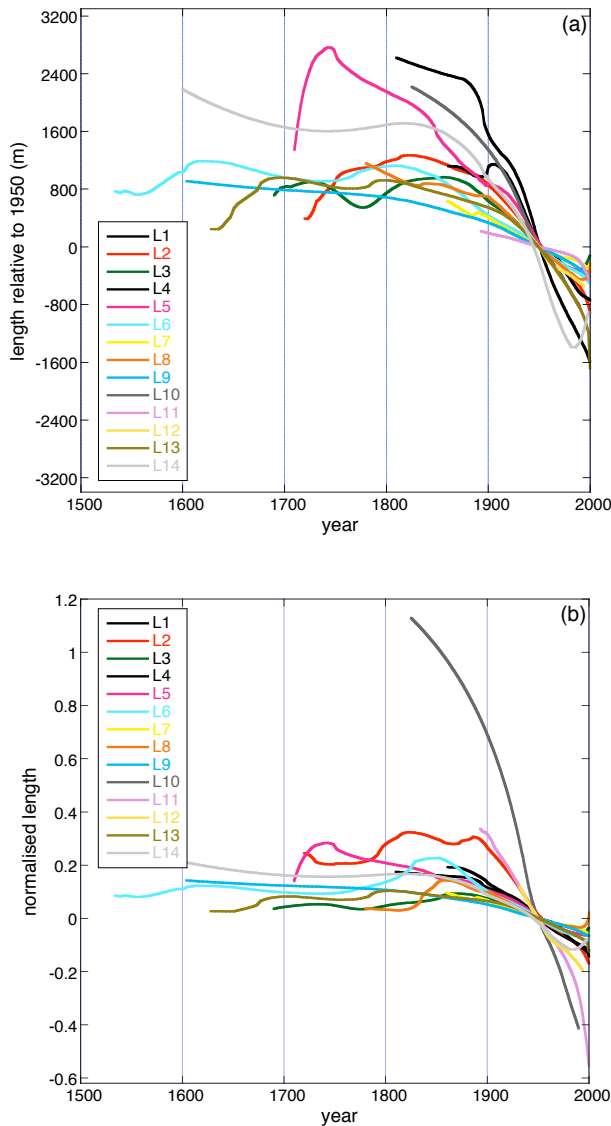 3200
(a)
2400
1600
800
0
-800
-1600
-2400
-3200
length relative to 1950 (m)
L1
L2
L3
L4
L5
L6
L7
L8
L9
L10
L11
L12
L13
L14
1500 1600 1700 1800 1900 2000
year
1.2
(b)
1
0.8
0.6
0.4
0.2
0
-0.2
-0.4
-0.6
normalised length
L1
L2
L3
L4
L5
L6
L7
L8
L9
L10
L11
L12
L13
L14
1500 1600 1700 1800 1900 2000
year